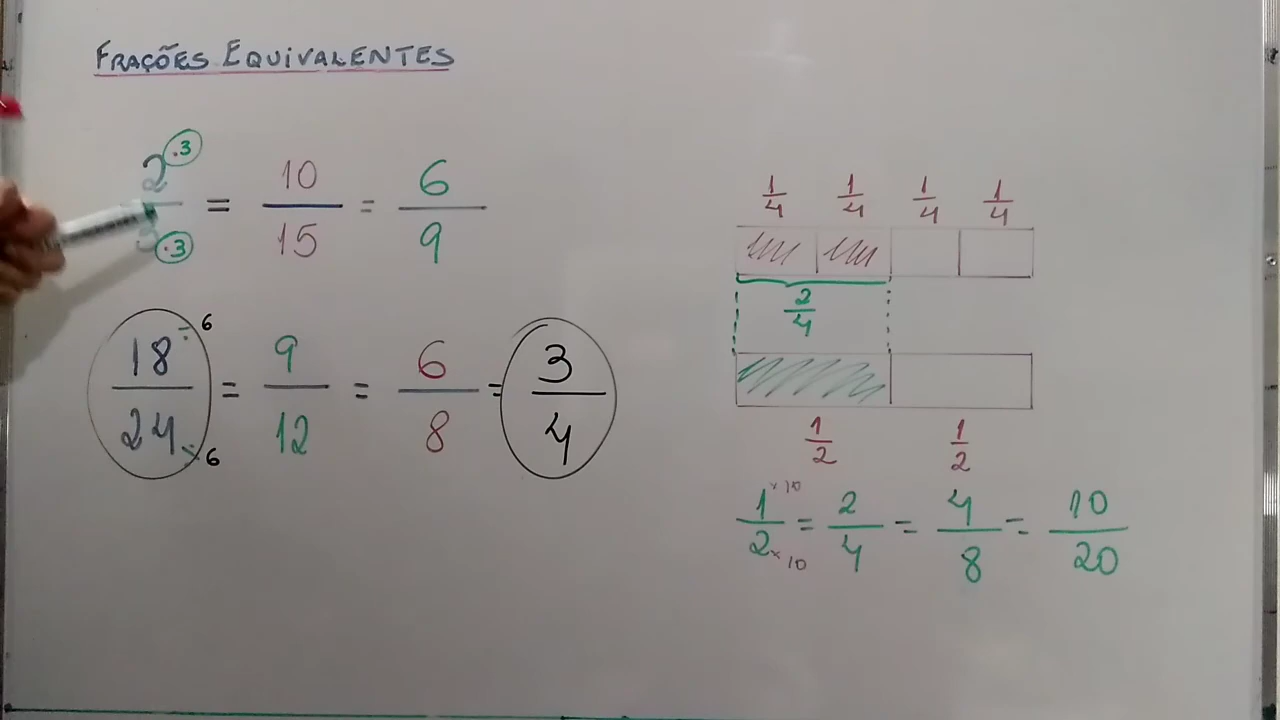 FRAÇÕES EQUIVALENTES
2 .3 / 3 .3 = 10/15 = 6/9
18 ÷6 / 24 ÷6 = 9/12 = 6/8 = 3/4
1/4 1/4 1/4 1/4
2/4
1/2 1/2
1 ×10 / 2 ×10 = 2/4 = 4/8 = 10/20